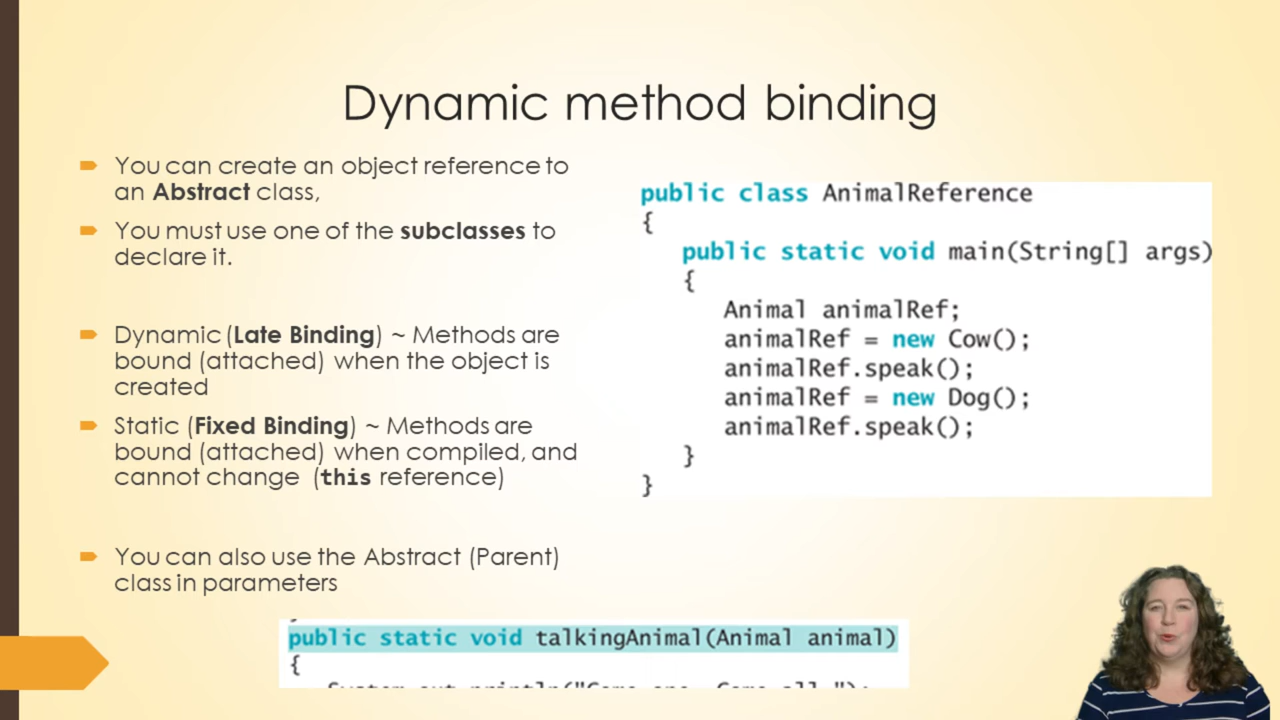 Dynamic method binding
You can create an object reference to
an Abstract class,
You must use one of the subclasses to
declare it.
Dynamic (Late Binding) ~ Methods are
bound (attached) when the object is
created
Static (Fixed Binding) ~ Methods are
bound (attached) when compiled, and
cannot change (this reference)
You can also use the Abstract (Parent)
class in parameters
public class AnimalReference
{
public static void main(String[] args)
{
Animal animalRef;
animalRef = new Cow();
animalRef.speak();
animalRef = new Dog();
animalRef.speak();
}
}
public static void talkingAnimal(Animal animal)
{